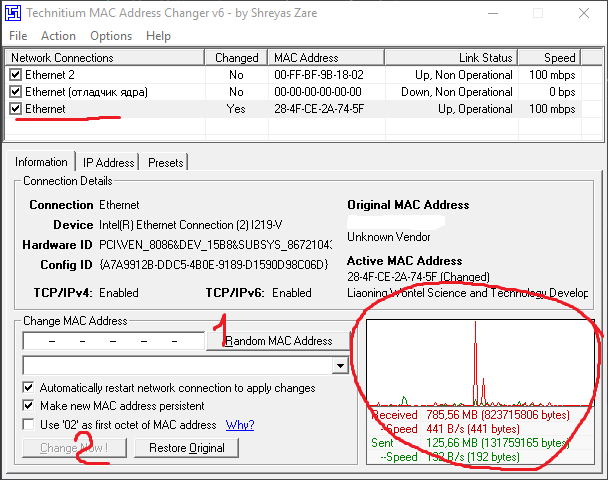 Technitium MAC Address Changer v6 - by Shreyas Zare
File Action Options Help
Network Connections Changed MAC Address Link Status Speed
Ethernet 2 No 00-FF-BF-9B-18-02 Up, Non Operational 100 mbps
Ethernet (отладчик ядра) No 00-00-00-00-00-00 Down, Non Operational 0 bps
Ethernet Yes 28-4F-CE-2A-74-5F Up, Operational 100 mbps
Information IP Address Presets
Connection Details
Connection Ethernet
Device Intel(R) Ethernet Connection (2) I219-V
Hardware ID PCI\VEN_8086&DEV_15B8&SUBSYS_86721043
Config ID {A7A9912B-DDC5-4B0E-9189-D1590D98C06D}
TCP/IPv4: Enabled TCP/IPv6: Enabled
Original MAC Address
Unknown Vendor
Active MAC Address
28-4F-CE-2A-74-5F (Changed)
Liaoning Wontel Science and Technology Develop
Change MAC Address
1
- - - - - Random MAC Address
Automatically restart network connection to apply changes
Make new MAC address persistent
Use '02' as first octet of MAC address Why?
Change Now ! Restore Original
2
Received 785,56 MB (823715806 bytes)
--Speed 441 B/s (441 bytes)
Sent 125,66 MB (131759165 bytes)
--Speed 192 B/s (192 bytes)